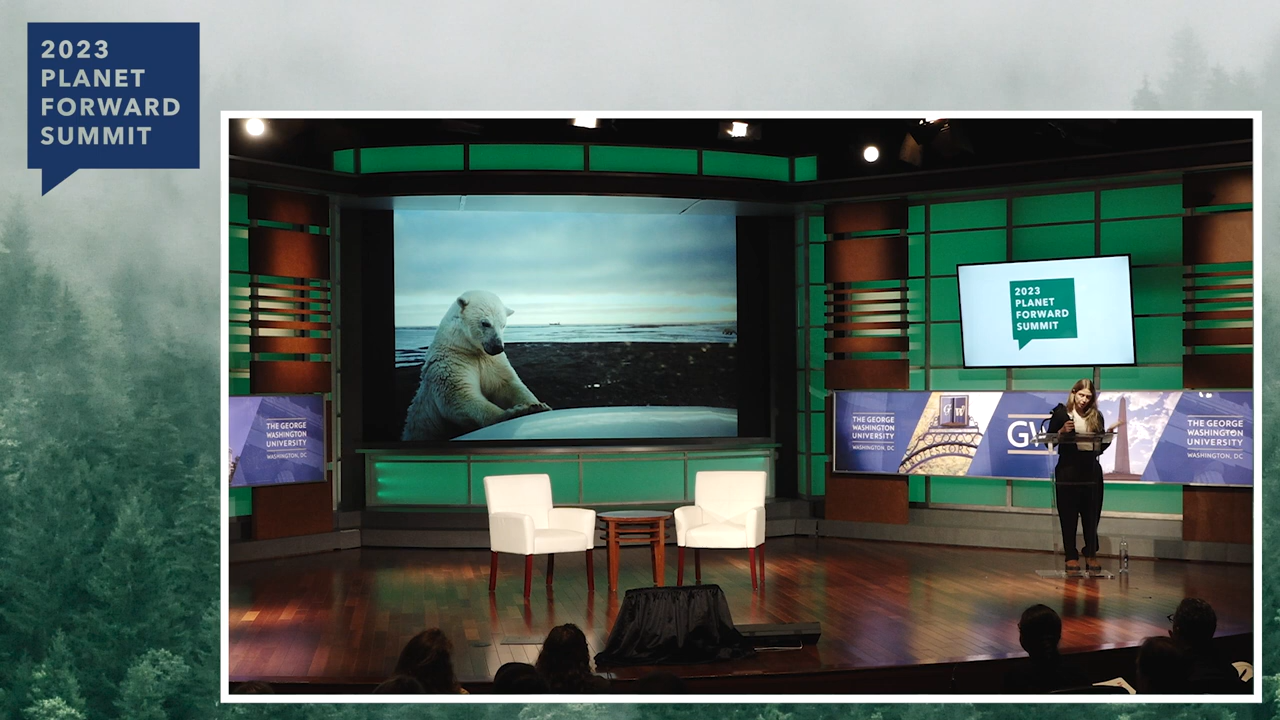 2023
PLANET
FORWARD
SUMMIT
2023
PLANET
FORWARD
SUMMIT
THE GEORGE
WASHINGTON
UNIVERSITY
WASHINGTON, DC
THE GEORGE
WASHINGTON
UNIVERSITY
WASHINGTON, DC
G W
PROFESSORS
GW
THE GEORGE
WASHINGTON
UNIVERSITY
WASHINGTON, DC